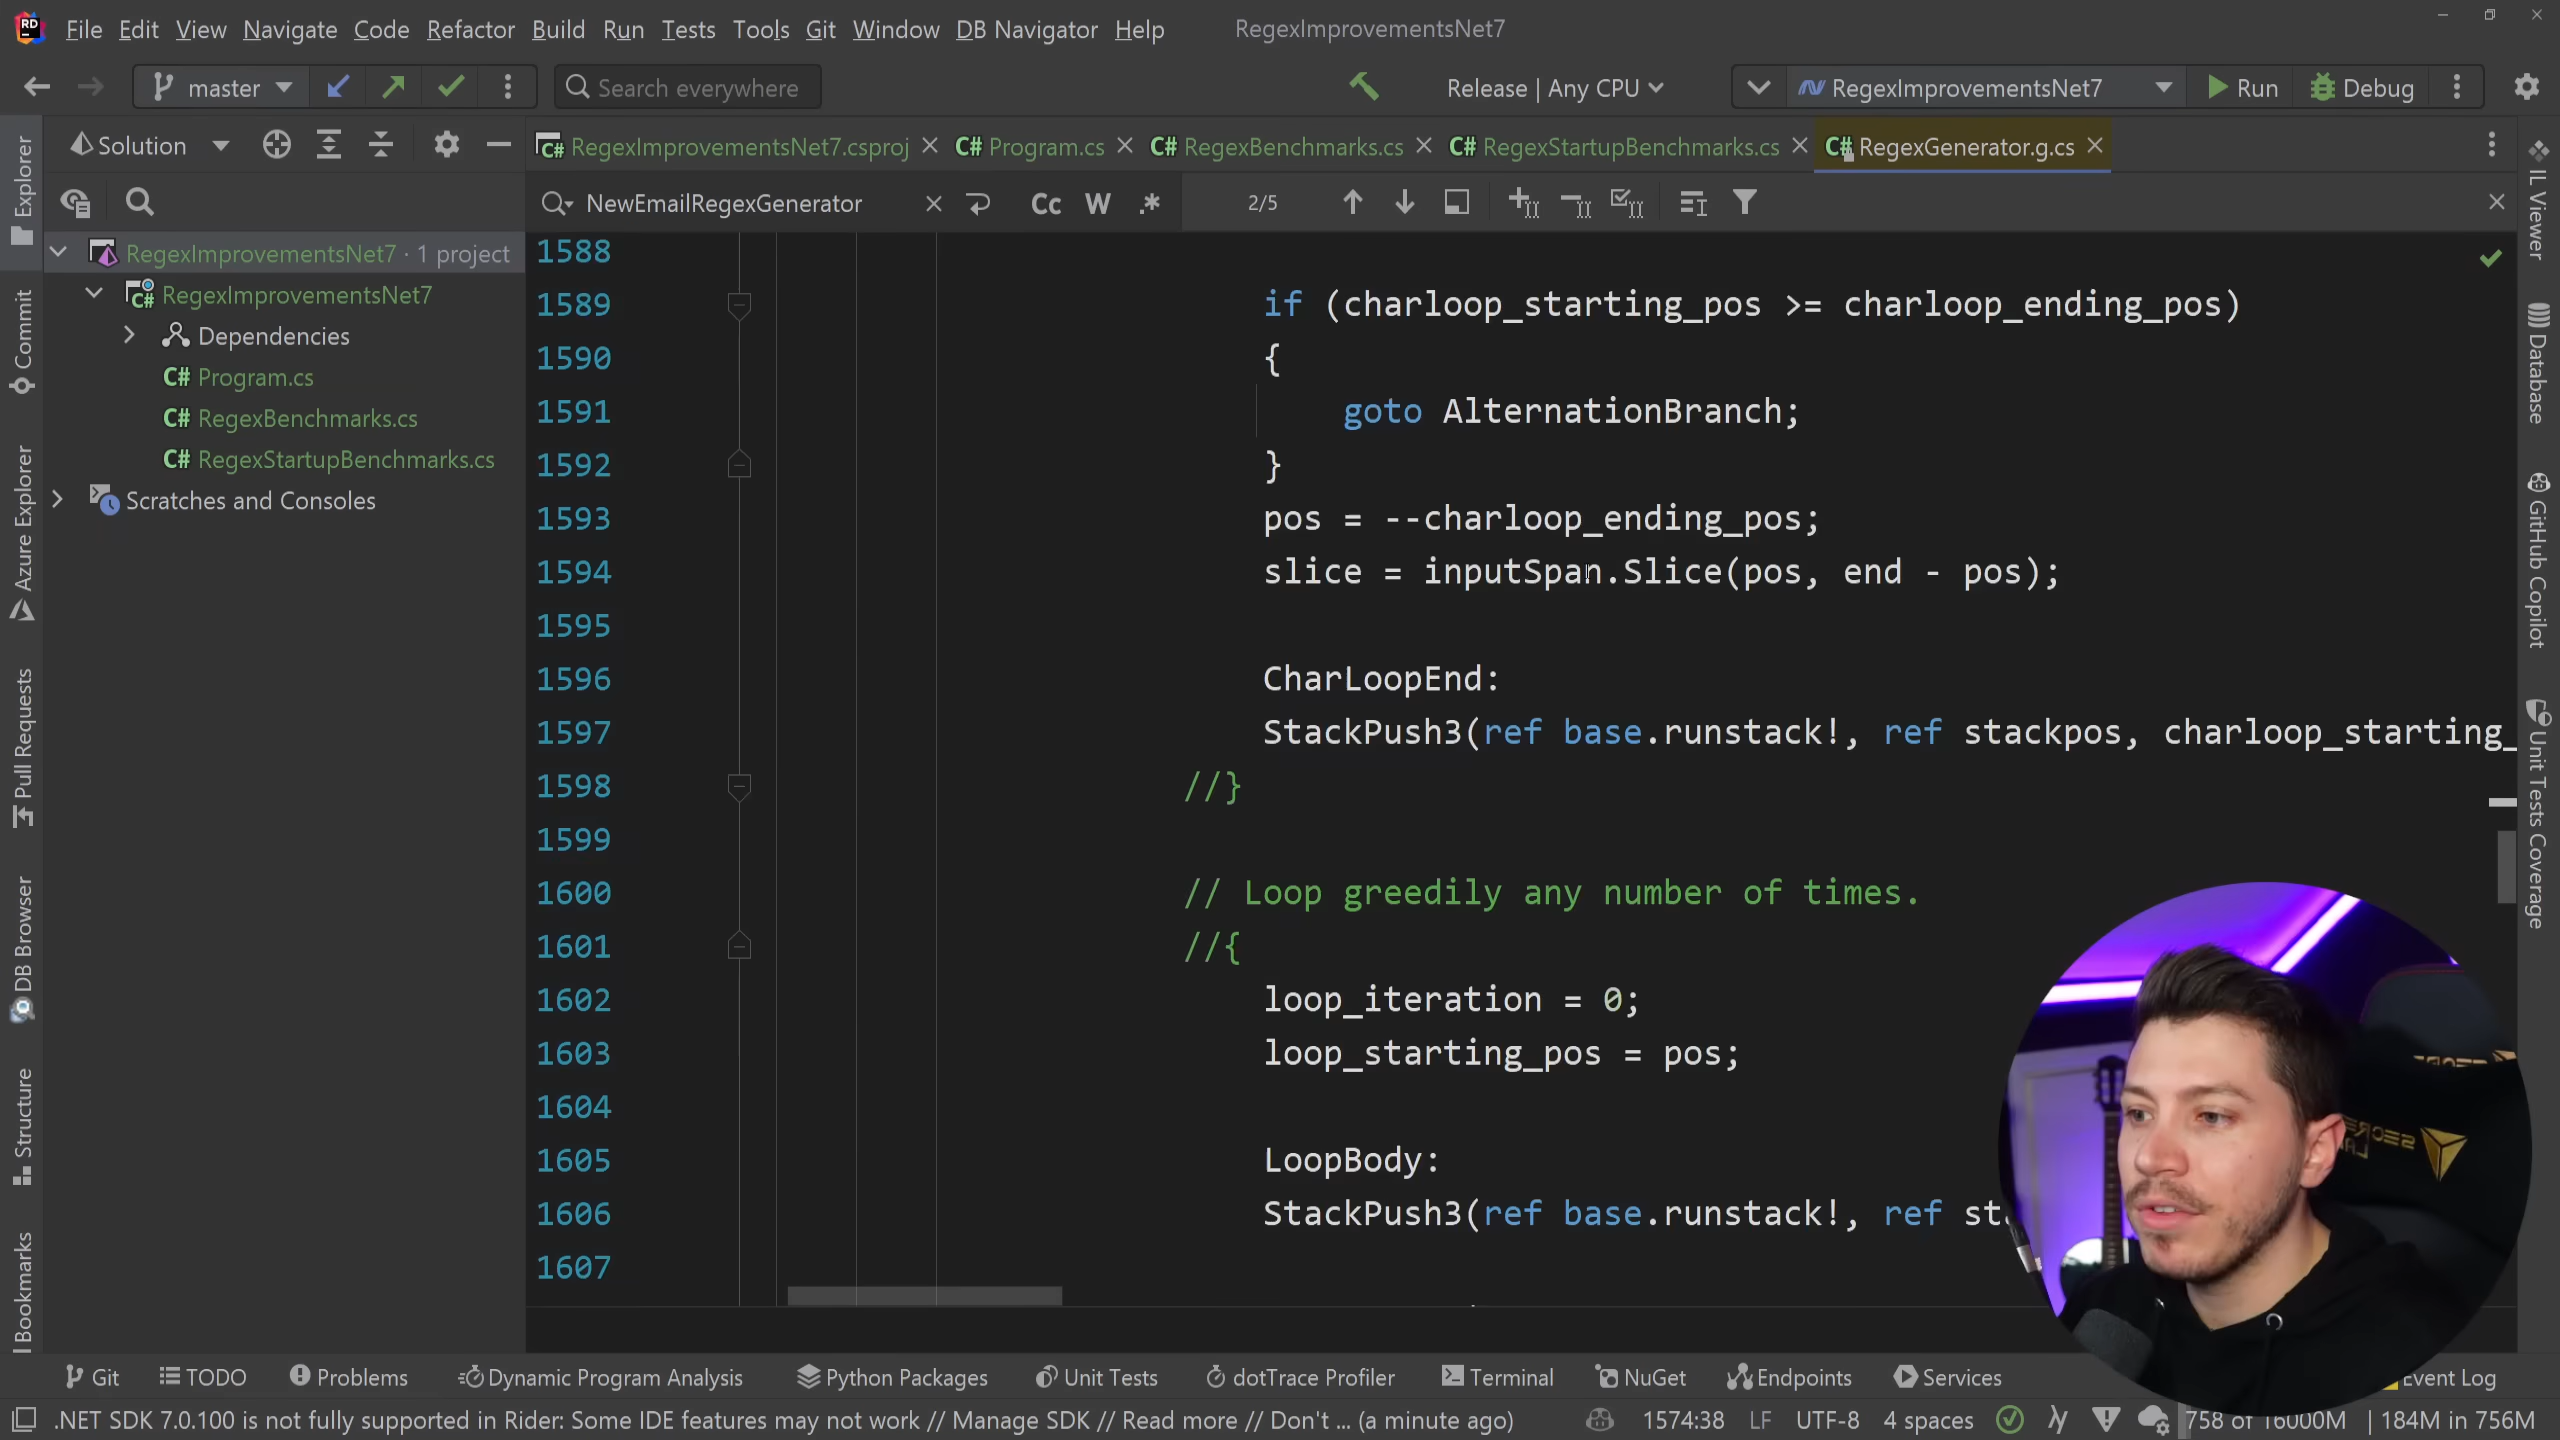 RD File Edit View Navigate Code Refactor Build Run Tests Tools Git Window DB Navigator Help RegexImprovementsNet7
master Search everywhere Release | Any CPU RegexImprovementsNet7 Run Debug
Solution RegexImprovementsNet7.csproj Program.cs RegexBenchmarks.cs RegexStartupBenchmarks.cs RegexGenerator.g.cs
NewEmailRegexGenerator Cc W .* 2/5
RegexImprovementsNet7 · 1 project
RegexImprovementsNet7
Dependencies
C# Program.cs
C# RegexBenchmarks.cs
C# RegexStartupBenchmarks.cs
Scratches and Consoles
Explorer
Commit
Azure Explorer
Pull Requests
DB Browser
Structure
Bookmarks
1588
1589 if (charloop_starting_pos >= charloop_ending_pos)
1590 {
1591 goto AlternationBranch;
1592 }
1593 pos = --charloop_ending_pos;
1594 slice = inputSpan.Slice(pos, end - pos);
1595
1596 CharLoopEnd:
1597 StackPush3(ref base.runstack!, ref stackpos, charloop_starting_
1598 //}
1599
1600 // Loop greedily any number of times.
1601 //{
1602 loop_iteration = 0;
1603 loop_starting_pos = pos;
1604
1605 LoopBody:
1606 StackPush3(ref base.runstack!, ref sta
1607
IL Viewer
Database
GitHub Copilot
Unit Tests Coverage
Git TODO Problems Dynamic Program Analysis Python Packages Unit Tests dotTrace Profiler Terminal NuGet Endpoints Services Event Log
.NET SDK 7.0.100 is not fully supported in Rider: Some IDE features may not work // Manage SDK // Read more // Don't ... (a minute ago) 1574:38 LF UTF-8 4 spaces 758 of 16000M 184M in 756M